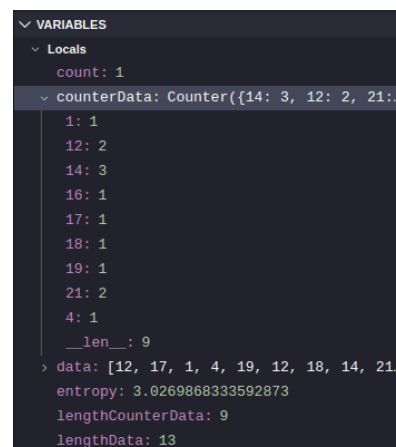 VARIABLES
Locals
count: 1
counterData: Counter({14: 3, 12: 2, 21:…
1: 1
12: 2
14: 3
16: 1
17: 1
18: 1
19: 1
21: 2
4: 1
__len__: 9
data: [12, 17, 1, 4, 19, 12, 18, 14, 21…
entropy: 3.0269868333592873
lengthCounterData: 9
lengthData: 13